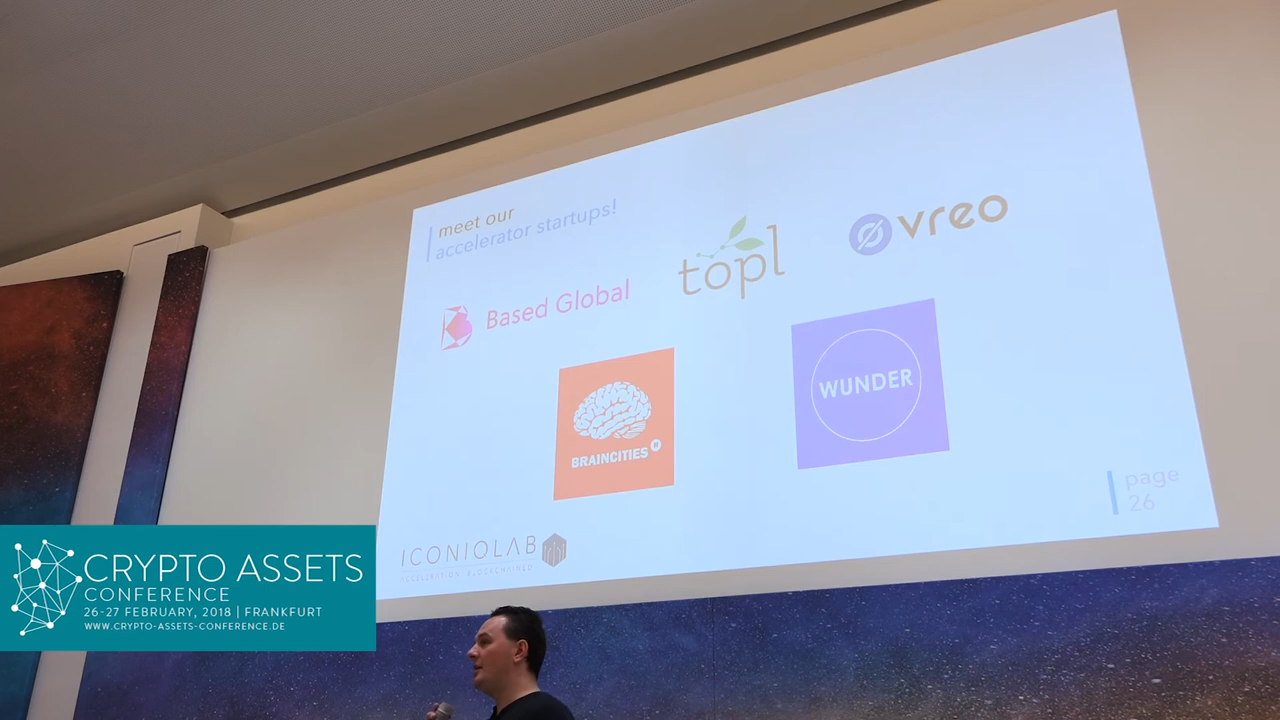 meet our
accelerator startups!
Based Global
topl
vreo
BRAINCITIES R
WUNDER
ICONIOLAB
ACCELERATION. BLOCKCHAINED.
page
26
CRYPTO ASSETS
CONFERENCE
26-27 FEBRUARY, 2018 | FRANKFURT
WWW.CRYPTO-ASSETS-CONFERENCE.DE